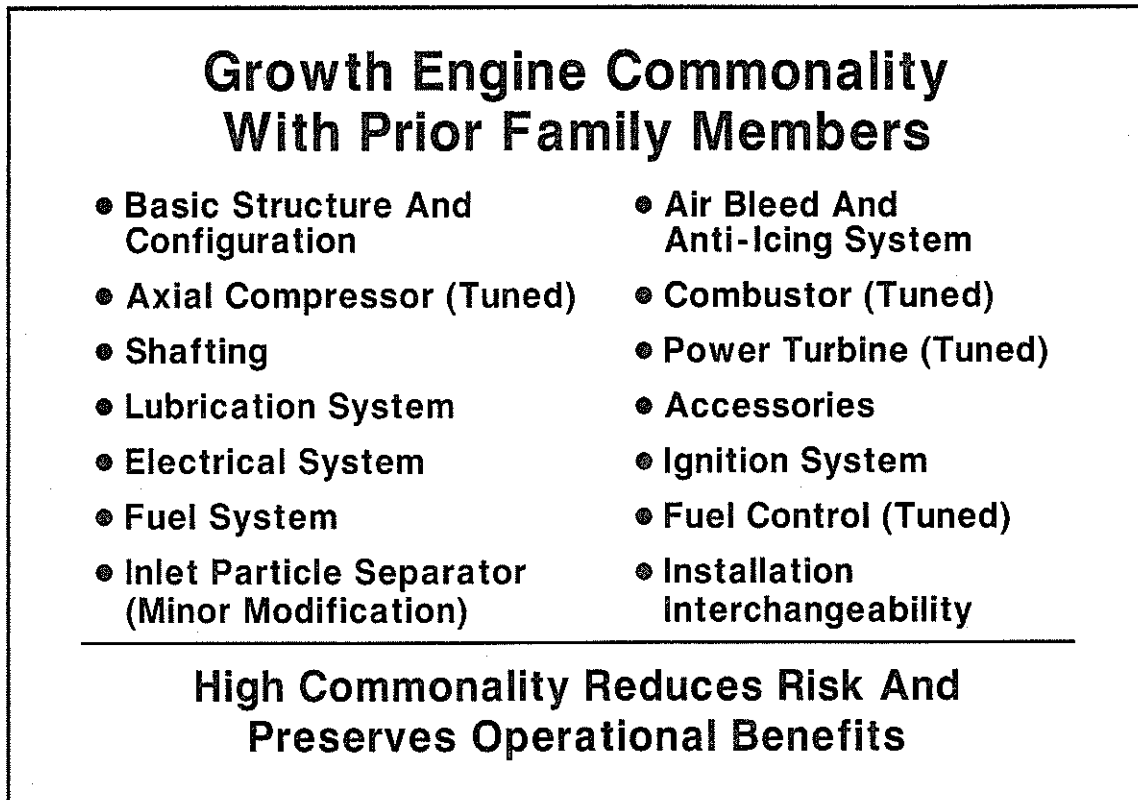 Growth Engine Commonality
With Prior Family Members
• Basic Structure And
Configuration
• Axial Compressor (Tuned)
• Shafting
• Lubrication System
• Electrical System
• Fuel System
• Inlet Particle Separator
(Minor Modification)
• Air Bleed And
Anti-Icing System
• Combustor (Tuned)
• Power Turbine (Tuned)
• Accessories
• Ignition System
• Fuel Control (Tuned)
• Installation
Interchangeability
High Commonality Reduces Risk And
Preserves Operational Benefits